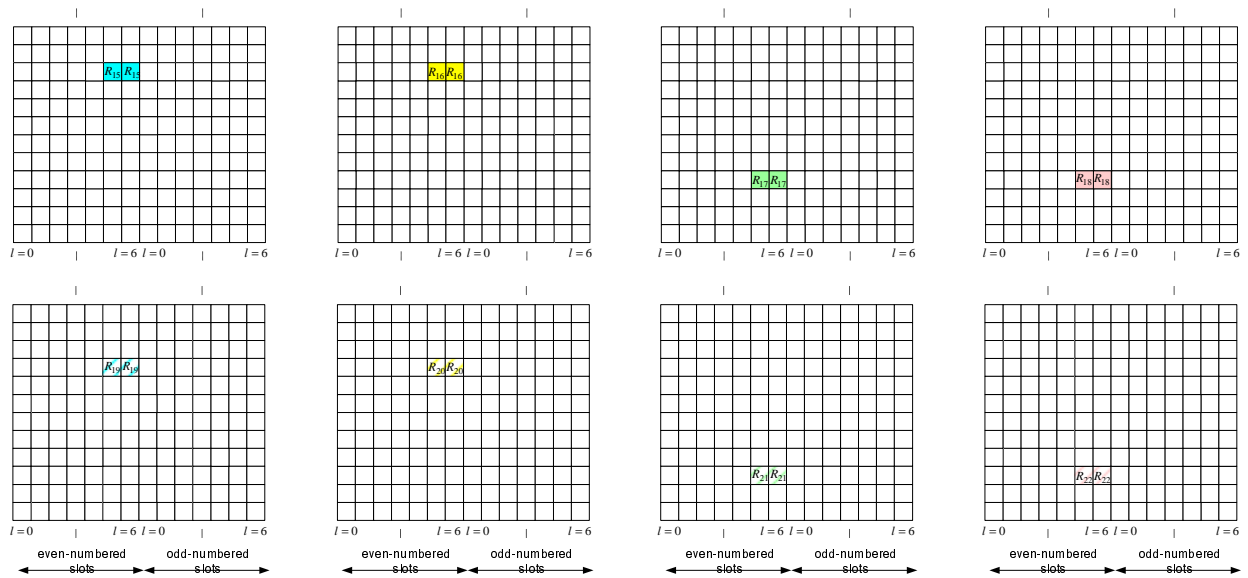 R15 R15 R16 R16 R17 R17 R18 R18
l = 0 l = 6 l = 0 l = 6 l = 0 l = 6 l = 0 l = 6 l = 0 l = 6 l = 0 l = 6 l = 0 l = 6 l = 0 l = 6
R19 R19 R20 R20 R21 R21 R22 R22
l = 0 l = 6 l = 0 l = 6 l = 0 l = 6 l = 0 l = 6 l = 0 l = 6 l = 0 l = 6 l = 0 l = 6 l = 0 l = 6
even-numbered odd-numbered even-numbered odd-numbered even-numbered odd-numbered even-numbered odd-numbered
slots slots slots slots slots slots slots slots